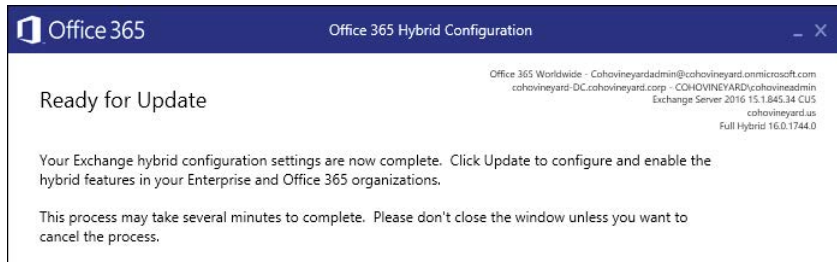 Office 365
Office 365 Hybrid Configuration
Office 365 Worldwide - Cohovineyardadmin@cohovineyard.onmicrosoft.com
cohovineyard-DC.cohovineyard.corp - COHOVINEYARD\cohovineadmin
Exchange Server 2016 15.1.845.34 CUS
cohovineyard.us
Full Hybrid 16.0.1744.0
Ready for Update
Your Exchange hybrid configuration settings are now complete. Click Update to configure and enable the
hybrid features in your Enterprise and Office 365 organizations.
This process may take several minutes to complete. Please don't close the window unless you want to
cancel the process.